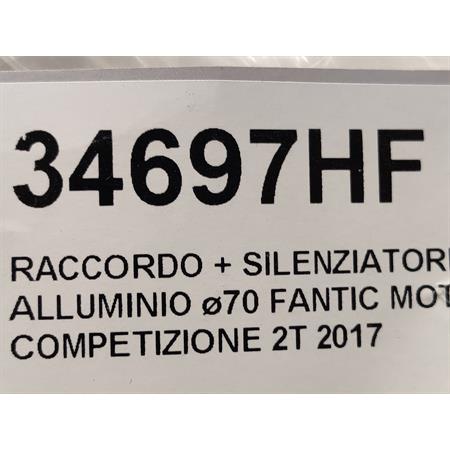 34697HF
RACCORDO + SILENZIATOR
ALLUMINIO ø70 FANTIC MOT
COMPETIZIONE 2T 2017